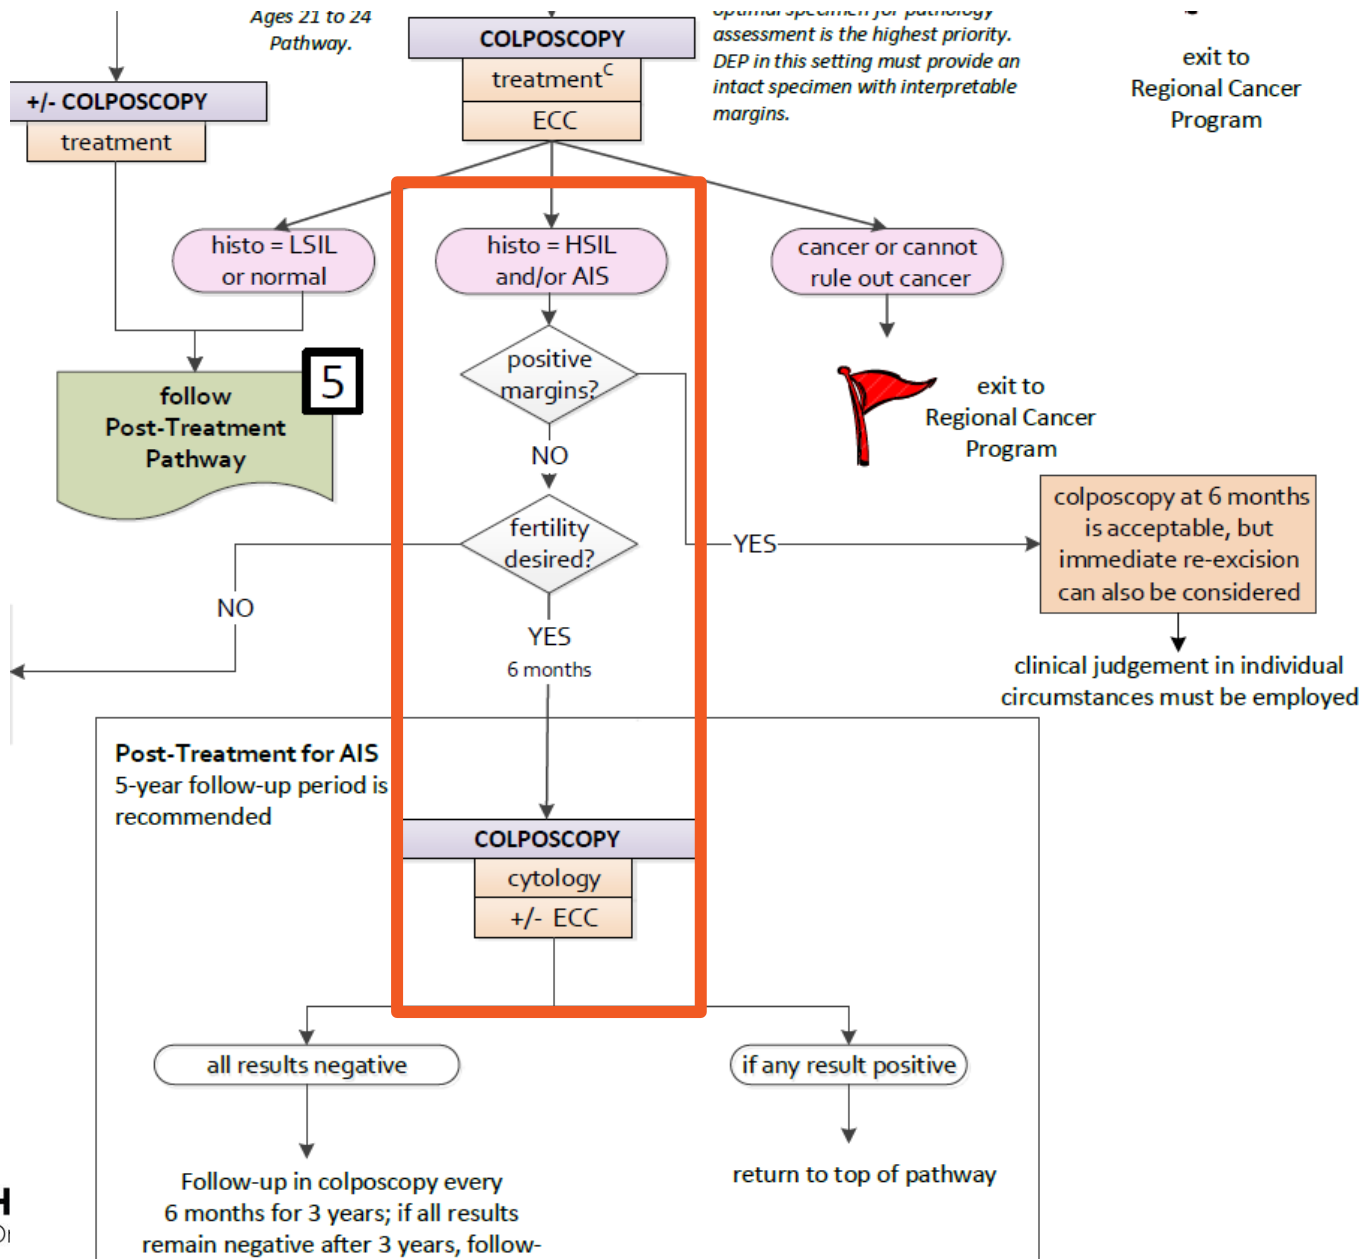 Ages 21 to 24
Pathway.
COLPOSCOPY
treatmentC
ECC
optimal specimen for pathology
assessment is the highest priority.
DEP in this setting must provide an
intact specimen with interpretable
margins.
exit to
Regional Cancer
Program
+/- COLPOSCOPY
treatment
histo = LSIL
or normal
histo = HSIL
and/or AIS
cancer or cannot
rule out cancer
positive
margins?
5
follow
Post-Treatment
Pathway
exit to
Regional Cancer
Program
NO
fertility
desired?
YES
colposcopy at 6 months
is acceptable, but
immediate re-excision
can also be considered
NO
YES
6 months
clinical judgement in individual
circumstances must be employed
Post-Treatment for AIS
5-year follow-up period is
recommended
COLPOSCOPY
cytology
+/- ECC
all results negative
if any result positive
Follow-up in colposcopy every
6 months for 3 years; if all results
remain negative after 3 years, follow-
return to top of pathway